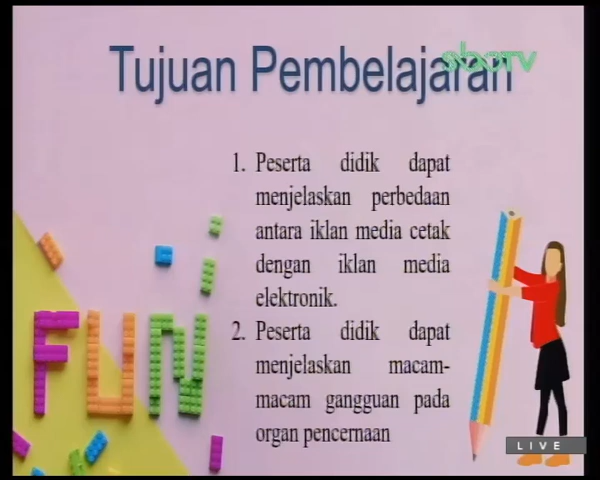 Tujuan Pembelajaran
sbotv
1. Peserta didik dapat
menjelaskan perbedaan
antara iklan media cetak
dengan iklan media
elektronik.
2. Peserta didik dapat
menjelaskan macam-
macam gangguan pada
organ pencernaan
FUN
LIVE